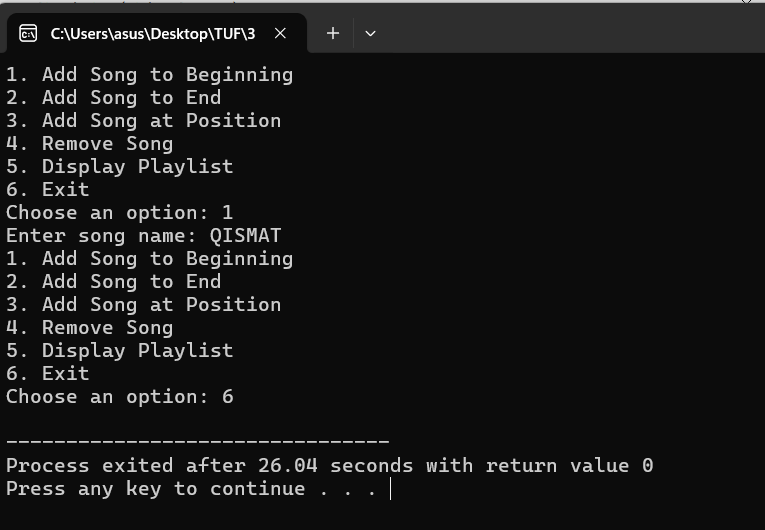 C:\Users\asus\Desktop\TUF\3
1. Add Song to Beginning
2. Add Song to End
3. Add Song at Position
4. Remove Song
5. Display Playlist
6. Exit
Choose an option: 1
Enter song name: QISMAT
1. Add Song to Beginning
2. Add Song to End
3. Add Song at Position
4. Remove Song
5. Display Playlist
6. Exit
Choose an option: 6
--------------------------------
Process exited after 26.04 seconds with return value 0
Press any key to continue . . .